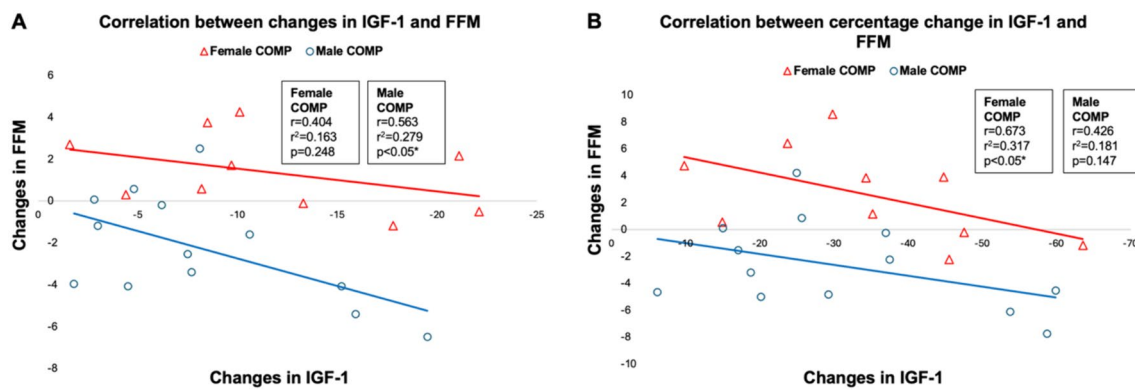 A
Correlation between changes in IGF-1 and FFM
Female COMP Male COMP
6
4
2
0
-2
-4
-6
-8
Changes in FFM
0 -5 -10 -15 -20 -25
Female
COMP
r=0.404
r²=0.163
p=0.248
Male
COMP
r=0.563
r²=0.279
p<0.05*
Changes in IGF-1
B
Correlation between cercentage change in IGF-1 and
FFM
Female COMP Male COMP
10
8
6
4
2
0
-2
-4
-6
-8
-10
Changes in FFM
0 -10 -20 -30 -40 -50 -60 -70
Female
COMP
r=0.673
r²=0.317
p<0.05*
Male
COMP
r=0.426
r²=0.181
p=0.147
Changes in IGF-1